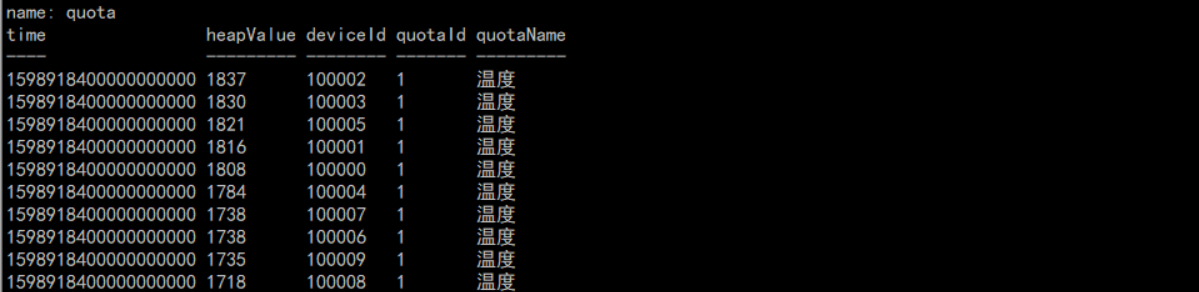 name: quota
time heapValue deviceId quotaId quotaName
---- --------- -------- ------- ---------
1598918400000000000 1837 100002 1 温度
1598918400000000000 1830 100003 1 温度
1598918400000000000 1821 100005 1 温度
1598918400000000000 1816 100001 1 温度
1598918400000000000 1808 100000 1 温度
1598918400000000000 1784 100004 1 温度
1598918400000000000 1738 100007 1 温度
1598918400000000000 1738 100006 1 温度
1598918400000000000 1735 100009 1 温度
1598918400000000000 1718 100008 1 温度